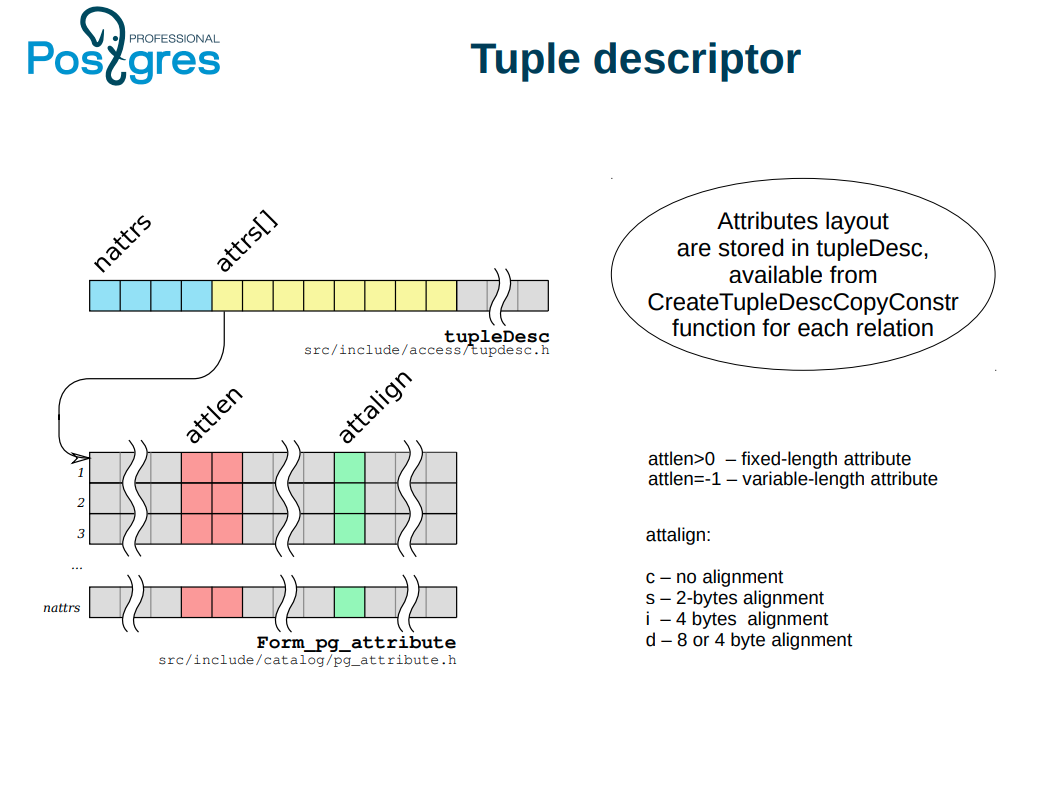 PROFESSIONAL
Postgres
Tuple descriptor
nattrs
attrs[]
tupleDesc
src/include/access/tupdesc.h
Attributes layout
are stored in tupleDesc,
available from
CreateTupleDescCopyConstr
function for each relation
attlen
attalign
1
2
3
...
nattrs
Form_pg_attribute
src/include/catalog/pg_attribute.h
attlen>0 – fixed-length attribute
attlen=-1 – variable-length attribute
attalign:
c – no alignment
s – 2-bytes alignment
i – 4 bytes alignment
d – 8 or 4 byte alignment